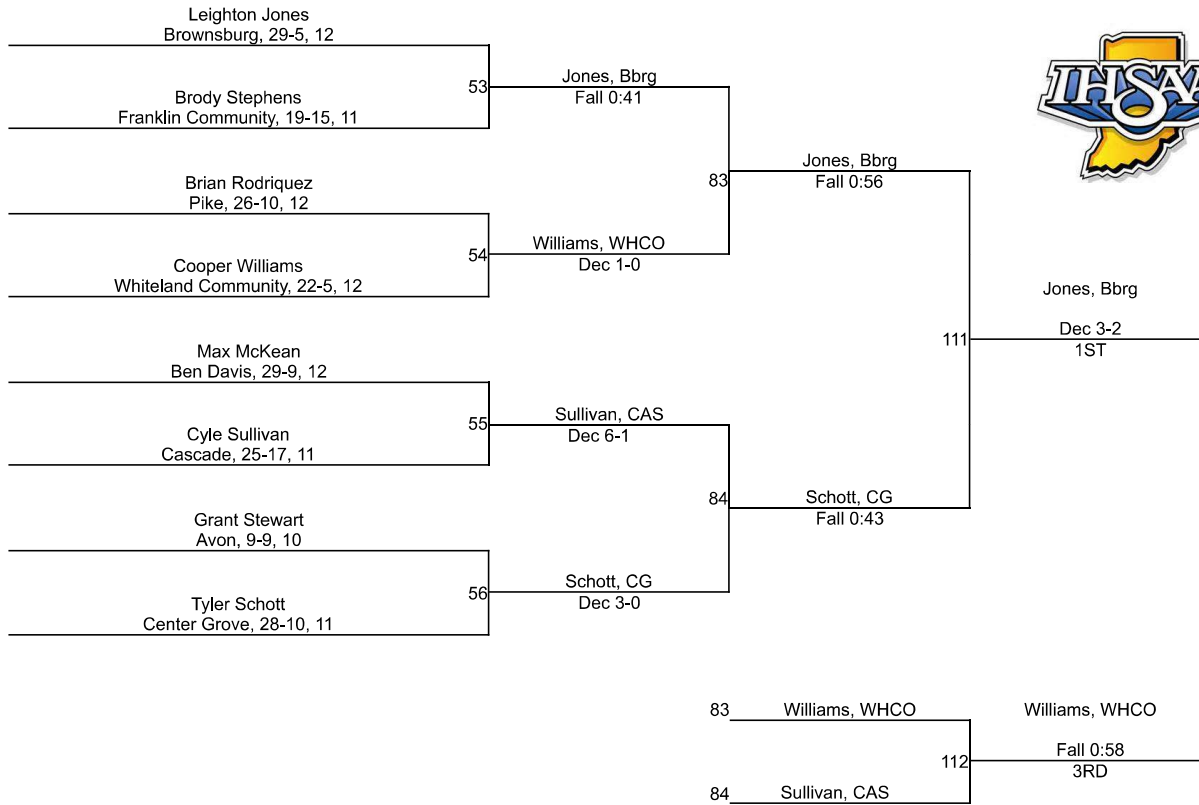 Leighton Jones
Brownsburg, 29-5, 12
53
Brody Stephens
Franklin Community, 19-15, 11
Jones, Bbrg
Fall 0:41
Brian Rodriquez
Pike, 26-10, 12
54
Cooper Williams
Whiteland Community, 22-5, 12
Williams, WHCO
Dec 1-0
83
Jones, Bbrg
Fall 0:56
Max McKean
Ben Davis, 29-9, 12
55
Cyle Sullivan
Cascade, 25-17, 11
Sullivan, CAS
Dec 6-1
Grant Stewart
Avon, 9-9, 10
56
Tyler Schott
Center Grove, 28-10, 11
Schott, CG
Dec 3-0
84
Schott, CG
Fall 0:43
111
Jones, Bbrg
Dec 3-2
1ST
IHSAA
83
Williams, WHCO
84
Sullivan, CAS
112
Williams, WHCO
Fall 0:58
3RD